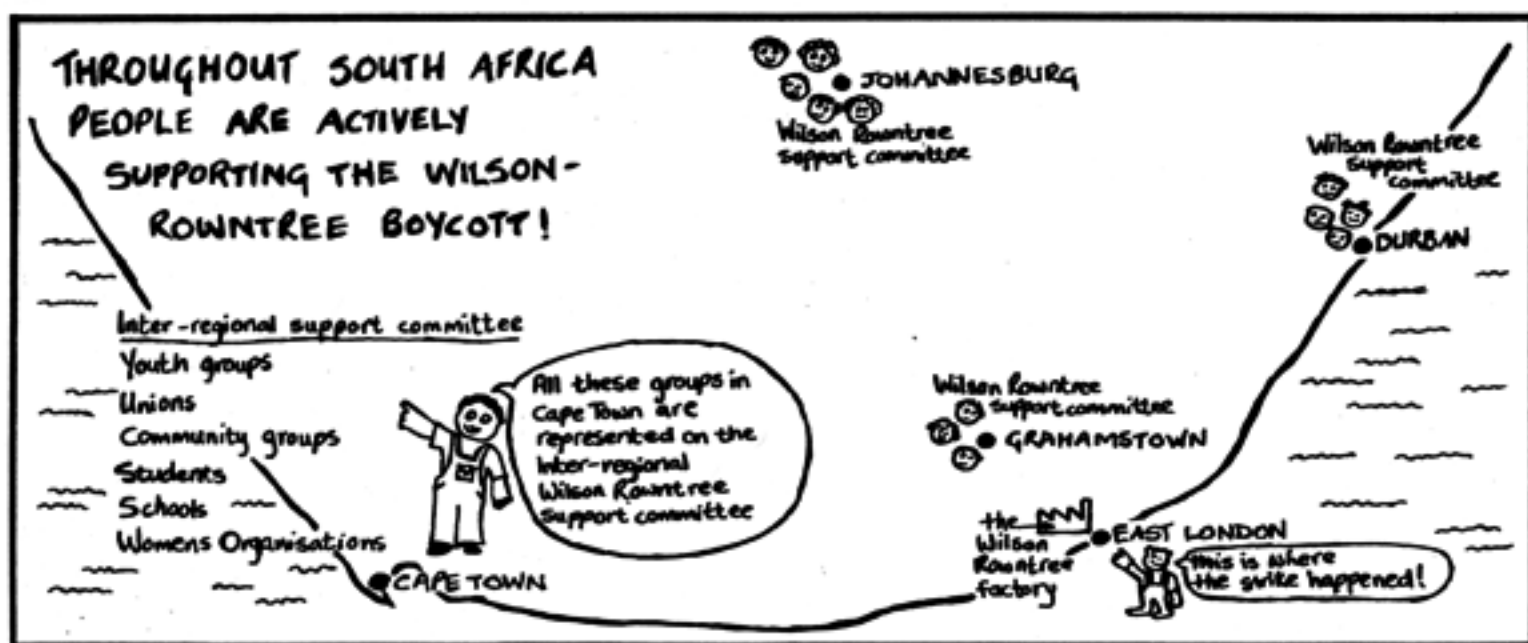 THROUGHOUT SOUTH AFRICA
PEOPLE ARE ACTIVELY
SUPPORTING THE WILSON-
ROWNTREE BOYCOTT!
JOHANNESBURG
Wilson Rowntree
support committee
Wilson Rowntree
support
committee
DURBAN
Inter-regional support committee
Youth groups
Unions
Community groups
Students
Schools
Womens Organisations
All these groups in
Cape Town are
represented on the
Inter-regional
Wilson Rowntree
support committee
CAPE TOWN
Wilson Rowntree
support committee
GRAHAMSTOWN
the
Wilson
Rowntree
factory
EAST LONDON
This is where
the strike happened!